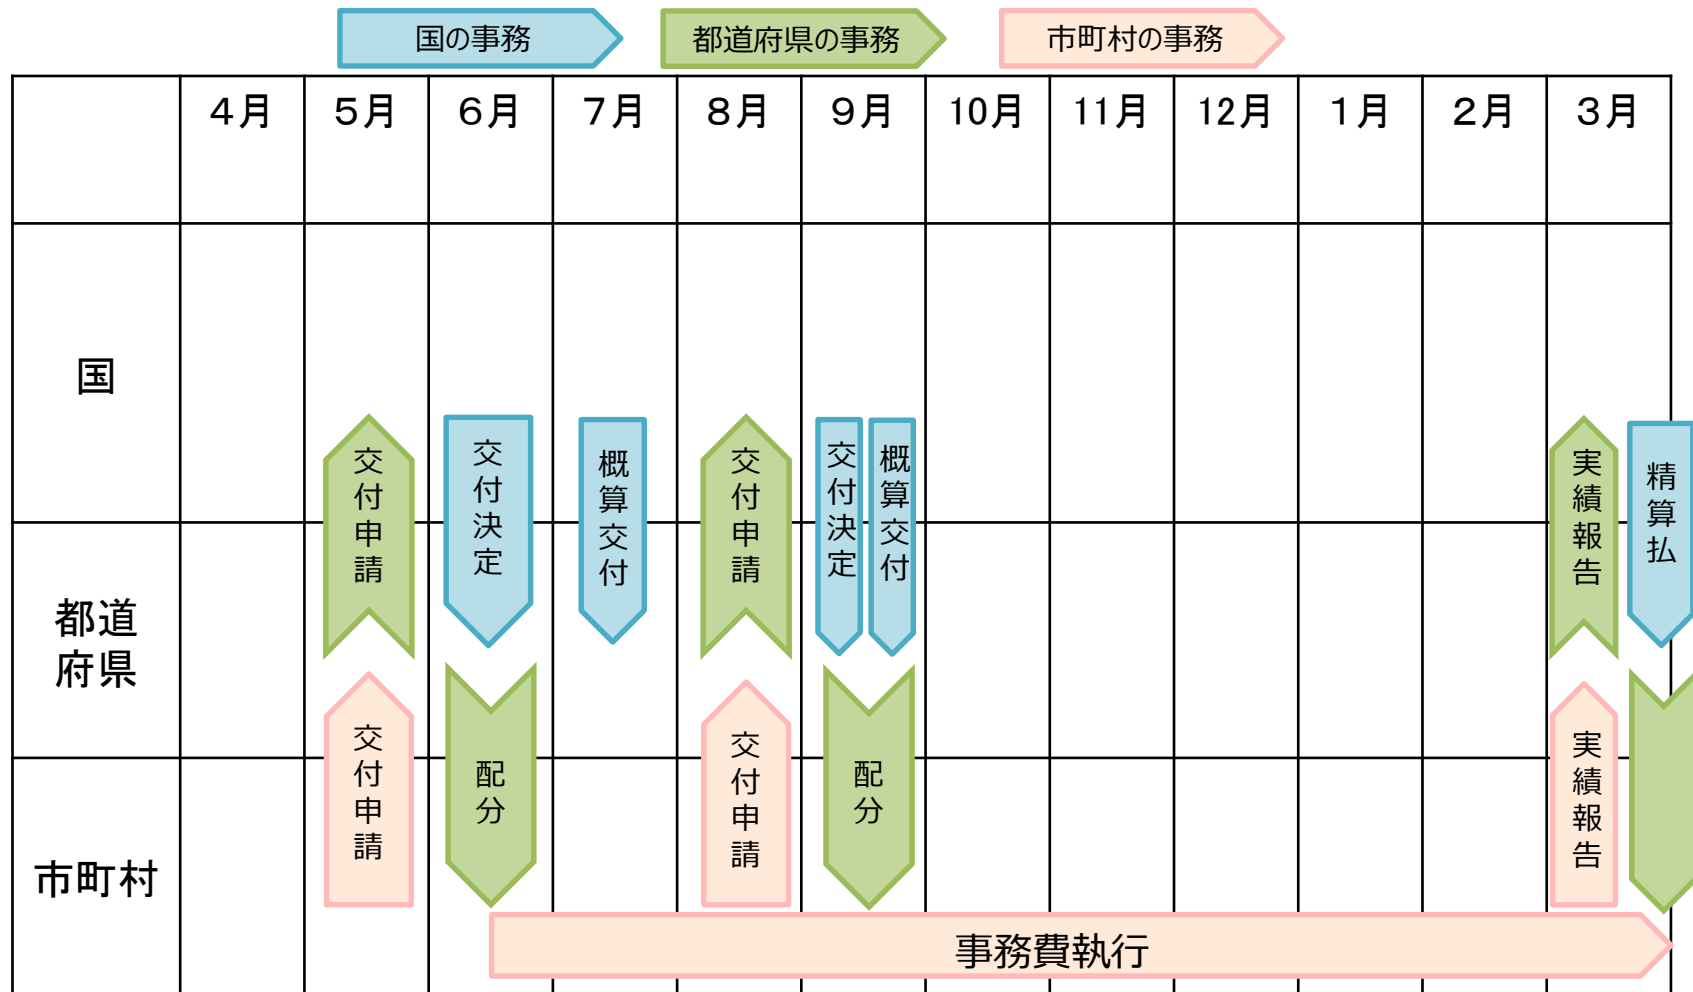 国の事務
都道府県の事務
市町村の事務
４月
５月
６月
７月
８月
９月
10月
11月
12月
１月
２月
３月
国
交付申請
交付決定
概算交付
交付申請
交付決定
概算交付
実績報告
精算払
都道
府県
市町村
交付申請
配分
交付申請
配分
実績報告
事務費執行